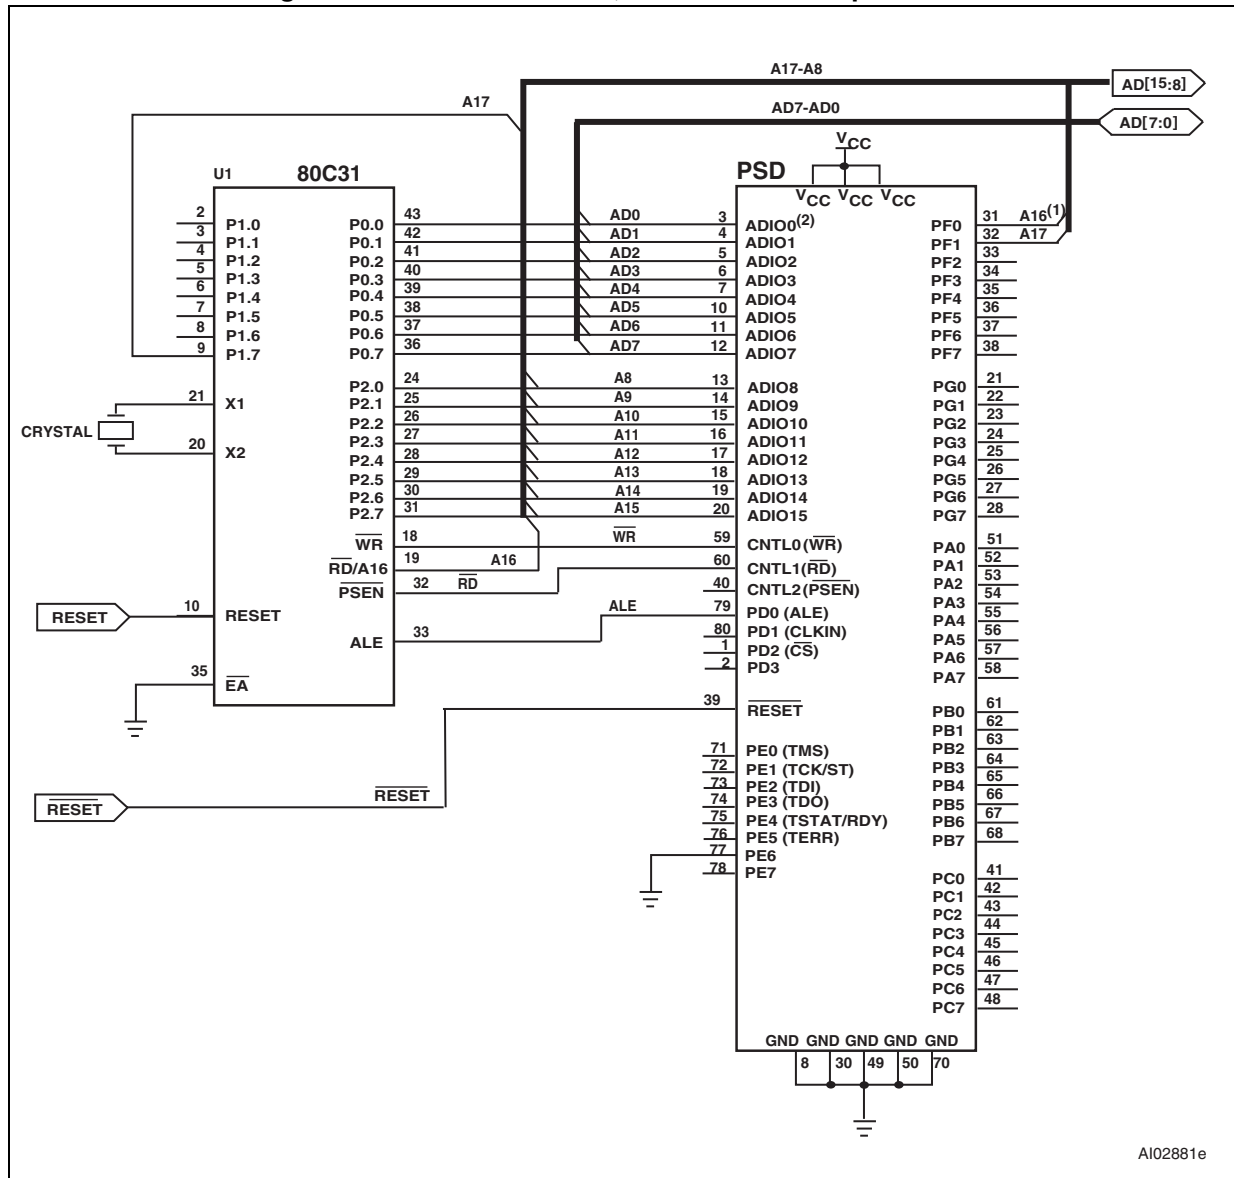 A17-A8
AD[15:8]
A17
AD7-AD0
AD[7:0]
VCC
U1
80C31
PSD
VCC VCC VCC
2 P1.0
3 P1.1
4 P1.2
5 P1.3
6 P1.4
7 P1.5
8 P1.6
9 P1.7
21 X1
CRYSTAL
20 X2
RESET
10 RESET
35 EA
P0.0 43 AD0 3 ADIO0(2)
P0.1 42 AD1 4 ADIO1
P0.2 41 AD2 5 ADIO2
P0.3 40 AD3 6 ADIO3
P0.4 39 AD4 7 ADIO4
P0.5 38 AD5 10 ADIO5
P0.6 37 AD6 11 ADIO6
P0.7 36 AD7 12 ADIO7
P2.0 24 A8 13 ADIO8
P2.1 25 A9 14 ADIO9
P2.2 26 A10 15 ADIO10
P2.3 27 A11 16 ADIO11
P2.4 28 A12 17 ADIO12
P2.5 29 A13 18 ADIO13
P2.6 30 A14 19 ADIO14
P2.7 31 A15 20 ADIO15
WR 18 WR 59 CNTL0(WR)
RD/A16 19 A16
PSEN 32 RD 60 CNTL1(RD)
40 CNTL2(PSEN)
ALE 33 ALE 79 PD0 (ALE)
80 PD1 (CLKIN)
1 PD2 (CS)
2 PD3
39 RESET
RESET
RESET
71 PE0 (TMS)
72 PE1 (TCK/ST)
73 PE2 (TDI)
74 PE3 (TDO)
75 PE4 (TSTAT/RDY)
76 PE5 (TERR)
77 PE6
78 PE7
PF0 31 A16(1)
PF1 32 A17
PF2 33
PF3 34
PF4 35
PF5 36
PF6 37
PF7 38
PG0 21
PG1 22
PG2 23
PG3 24
PG4 25
PG5 26
PG6 27
PG7 28
PA0 51
PA1 52
PA2 53
PA3 54
PA4 55
PA5 56
PA6 57
PA7 58
PB0 61
PB1 62
PB2 63
PB3 64
PB4 65
PB5 66
PB6 67
PB7 68
PC0 41
PC1 42
PC2 43
PC3 44
PC4 45
PC5 46
PC6 47
PC7 48
GND GND GND GND GND
8 30 49 50 70
AI02881e